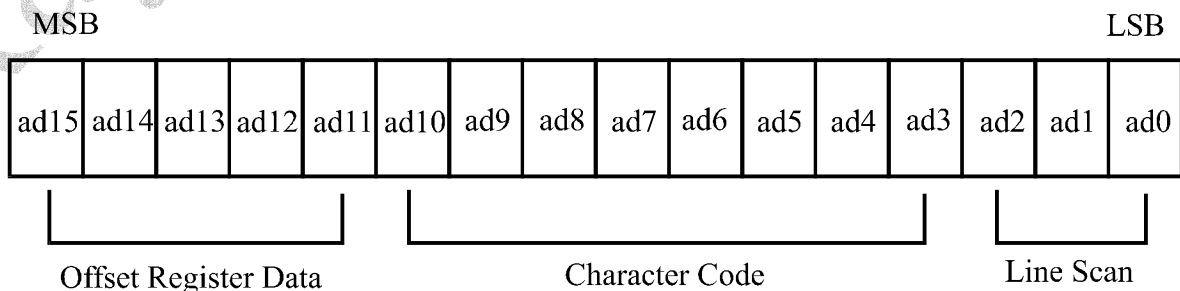 MSB LSB
ad15 ad14 ad13 ad12 ad11 ad10 ad9 ad8 ad7 ad6 ad5 ad4 ad3 ad2 ad1 ad0
Offset Register Data Character Code Line Scan